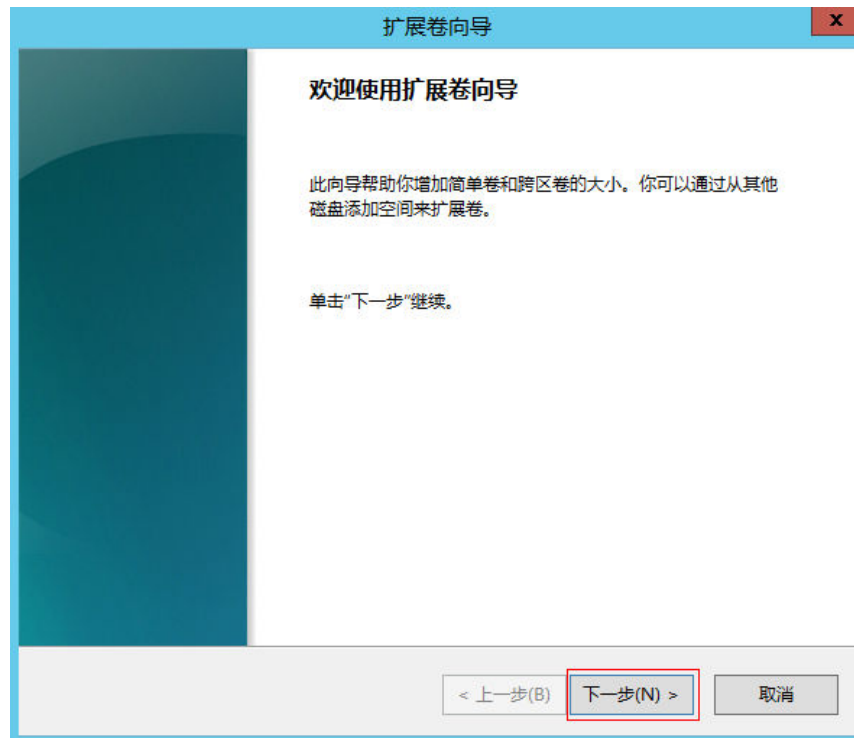 扩展卷向导
x
欢迎使用扩展卷向导
此向导帮助你增加简单卷和跨区卷的大小。你可以通过从其他
磁盘添加空间来扩展卷。
单击"下一步"继续。
< 上一步(B) 下一步(N) > 取消